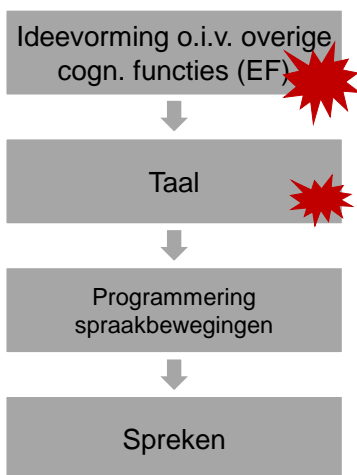 Ideevorming o.i.v. overige
cogn. functies (EF)
Taal
Programmering
spraakbewegingen
Spreken